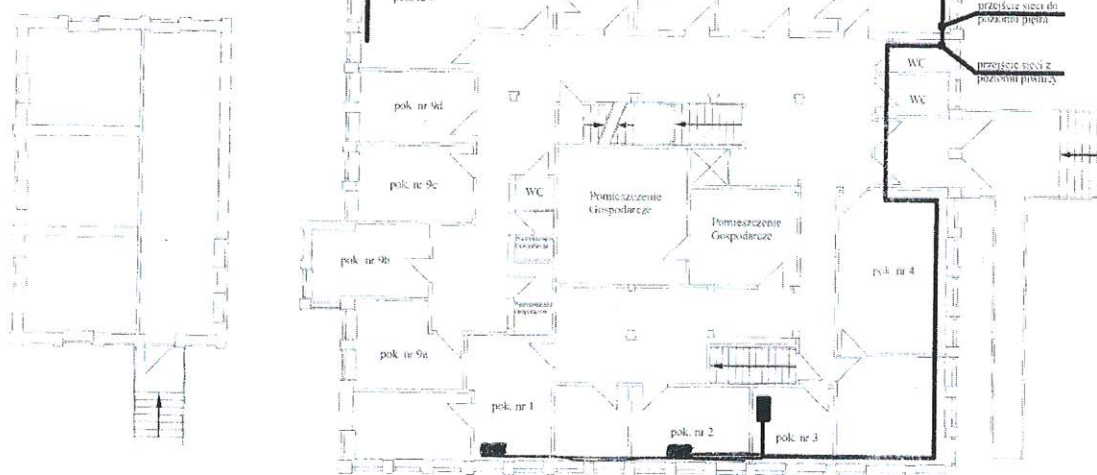 przejście sieci do
poziomu piętra
WC
przejście sieci z
poziomu piwnicy
WC
pok. nr 9d
pok. nr 9c
WC
Pomieszczenie
Gospodarcze
Pomieszczenie
Gospodarcze
pok. nr 9b
pok. nr 4
pok. nr 9a
pok. nr 1
pok. nr 2
pok. nr 3